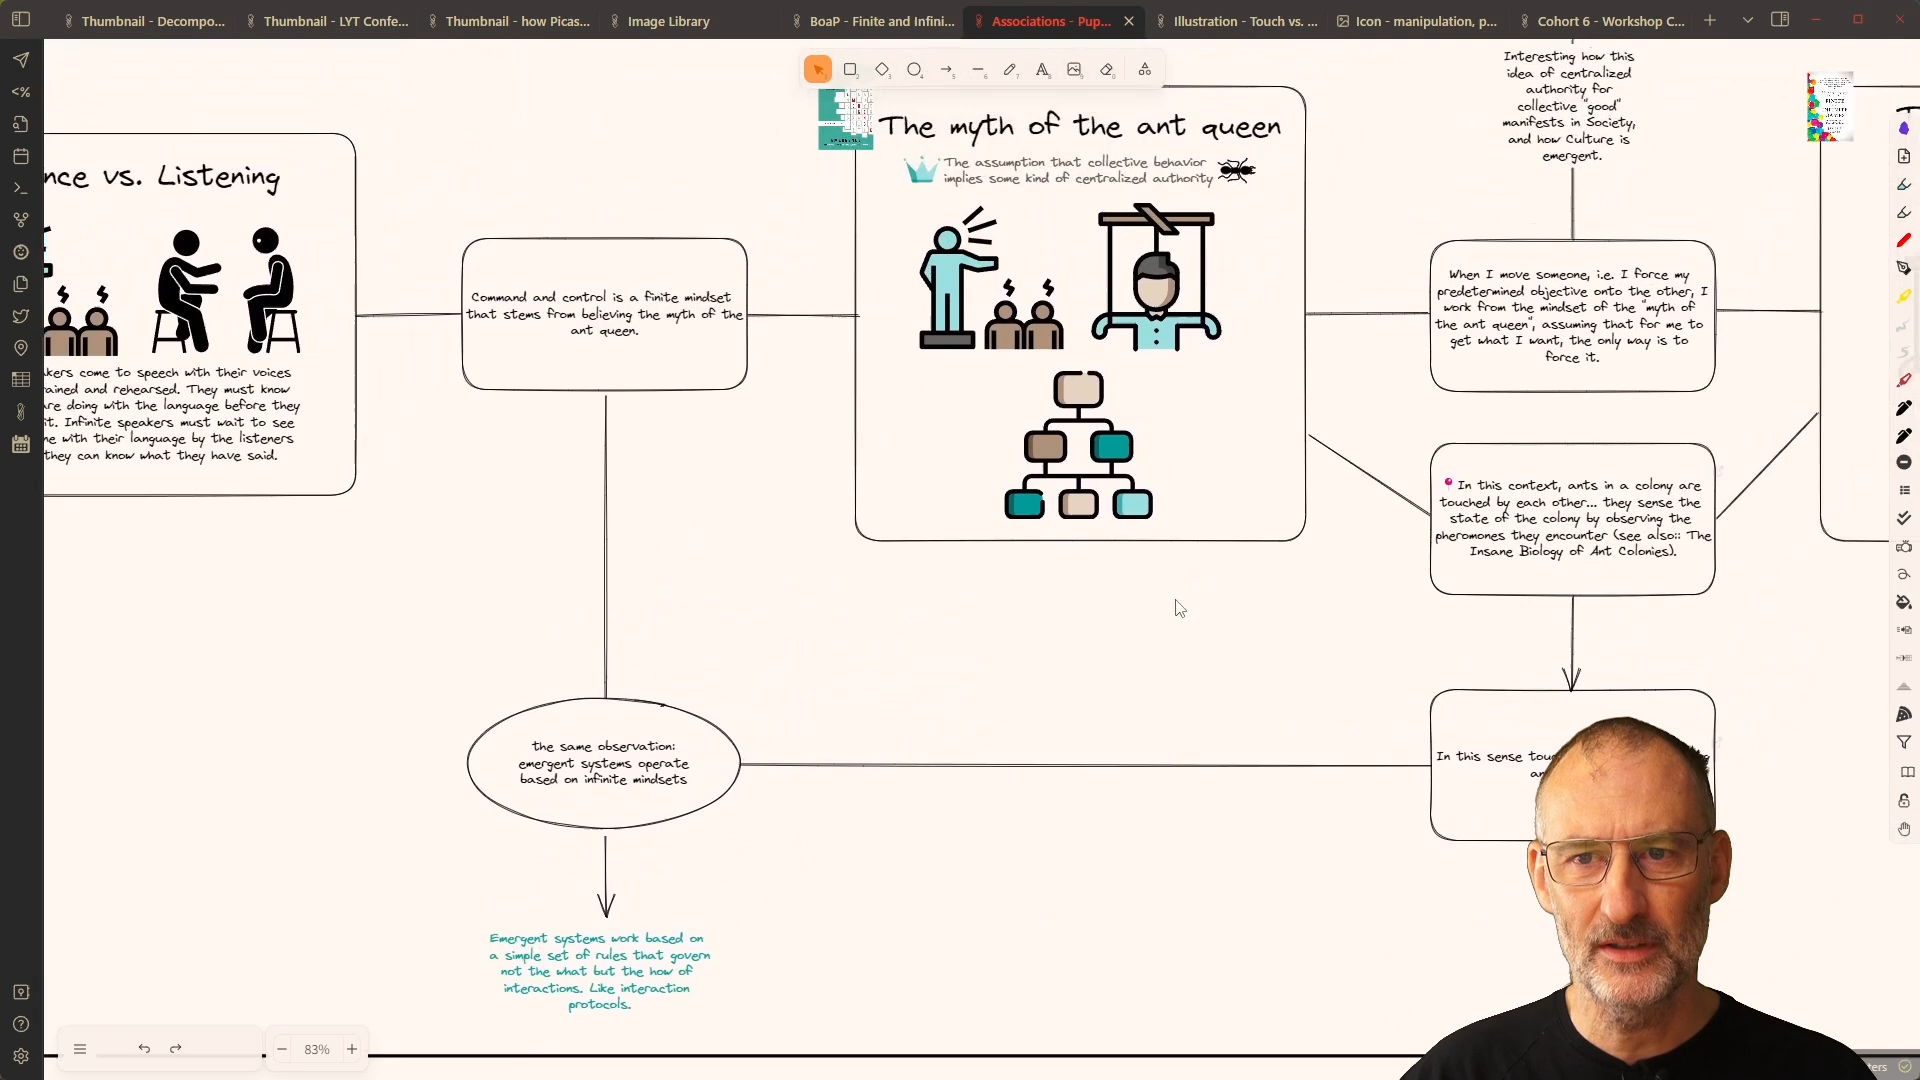 Thumbnail - Decompo...
Thumbnail - LYT Confe...
Thumbnail - how Picas...
Image Library
BoaP - Finite and Infini...
Associations - Pup...
Illustration - Touch vs. ...
Icon - manipulation, p...
Cohort 6 - Workshop C...
nce vs. Listening
kers come to speech with their voices
rained and rehearsed. They must know
are doing with the language before they
it. Infinite speakers must wait to see
ne with their language by the listeners
they can know what they have said.
Command and control is a finite mindset
that stems from believing the myth of the
ant queen.
The myth of the ant queen
The assumption that collective behavior
implies some kind of centralized authority
Interesting how this
idea of centralized
authority for
collective "good"
manifests in Society,
and how Culture is
emergent.
When I move someone, i.e. I force my
predetermined objective onto the other, I
work from the mindset of the "myth of
the ant queen", assuming that for me to
get what I want, the only way is to
force it.
In this context, ants in a colony are
touched by each other... they sense the
state of the colony by observing the
pheromones they encounter (see also:: The
Insane Biology of Ant Colonies).
In this sense
the same observation:
emergent systems operate
based on infinite mindsets
Emergent systems work based on
a simple set of rules that govern
not the what but the how of
interactions. Like interaction
protocols.
83%